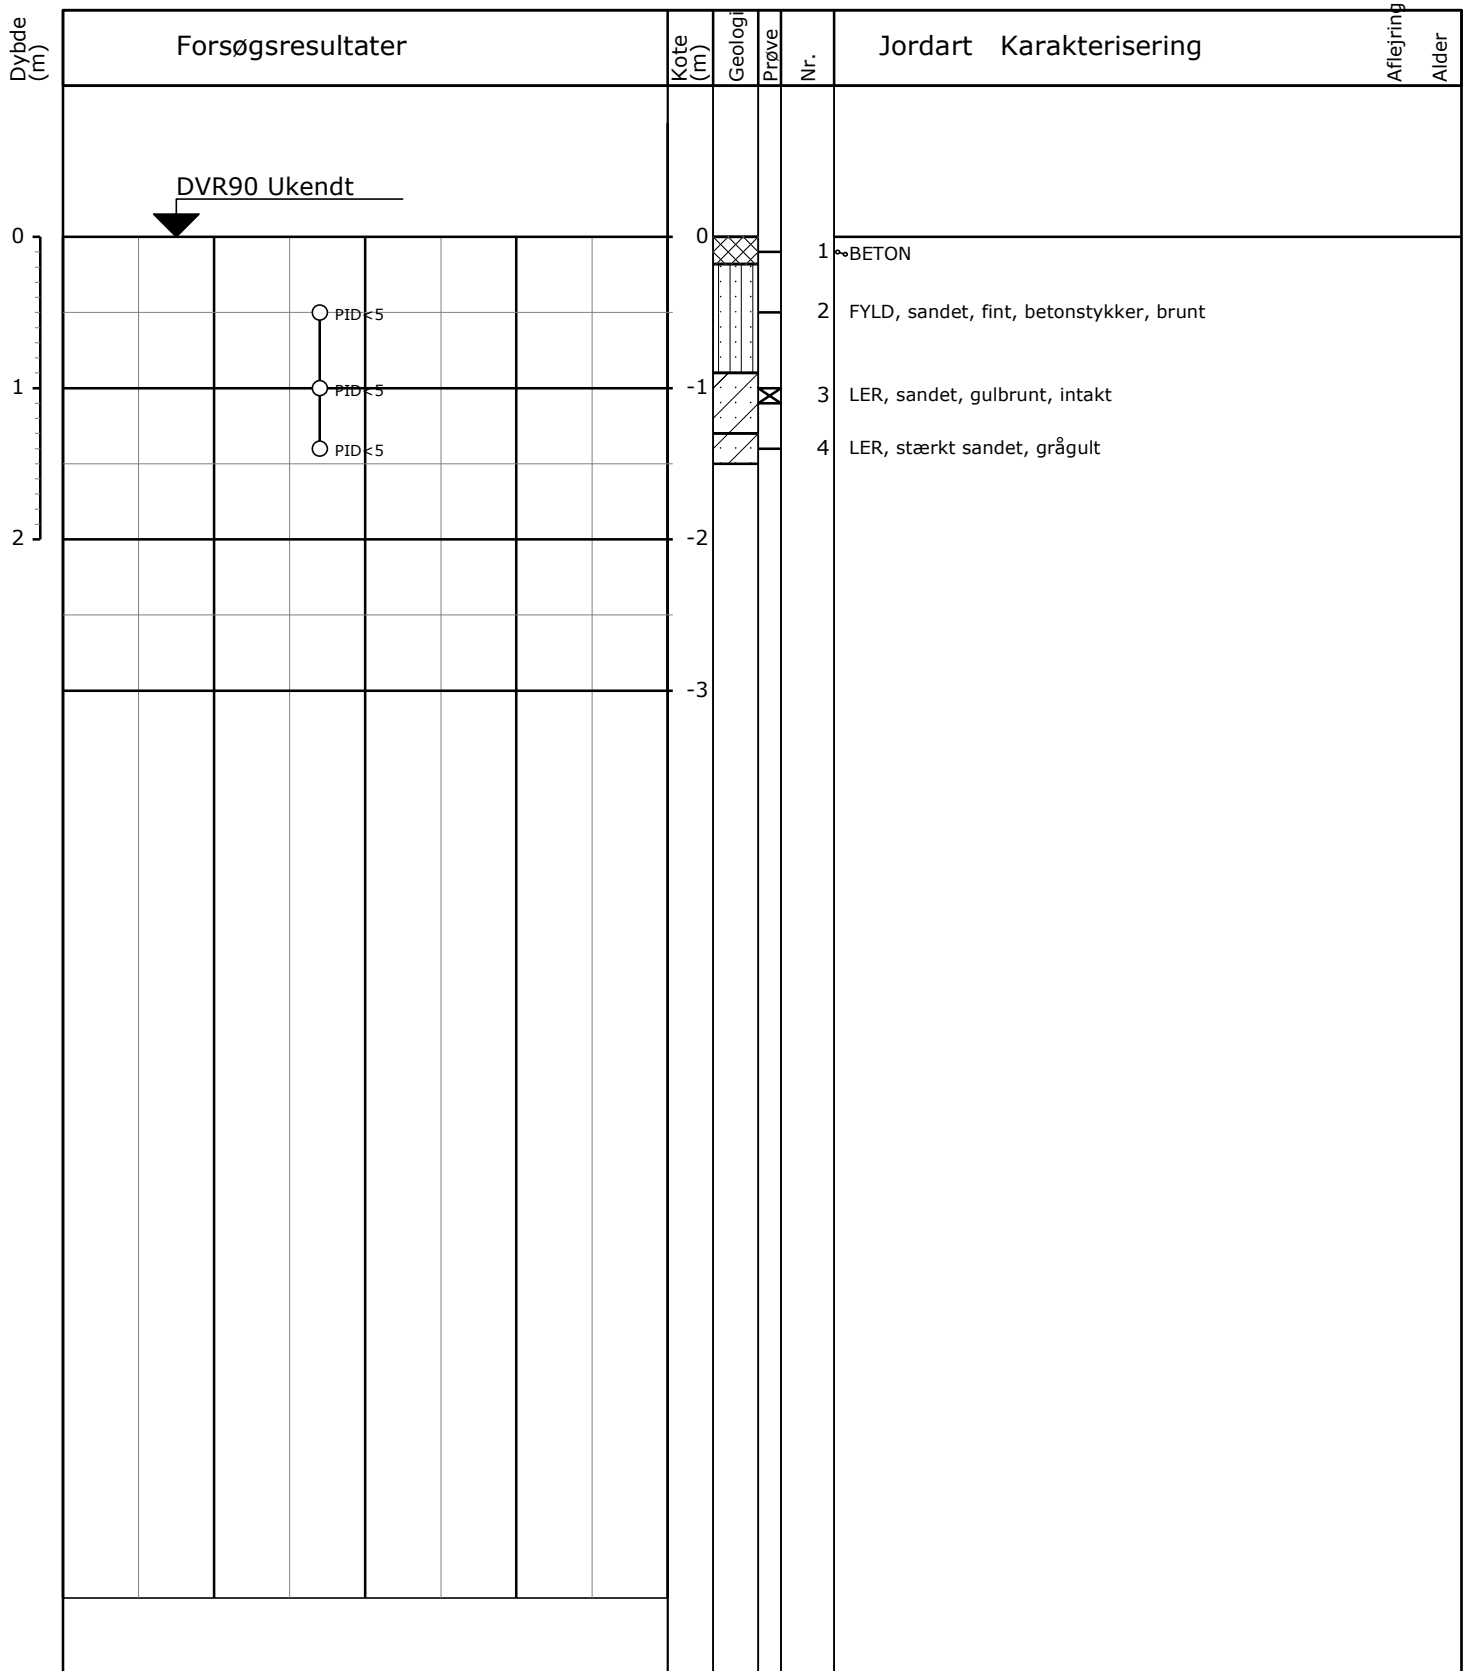 Dybde
(m)
Forsøgsresultater
Kote
(m)
Geologi
Prøve
Nr.
Jordart Karakterisering
Aflejring
Alder
DVR90 Ukendt
0
0
1
BETON
PID<5
2
FYLD, sandet, fint, betonstykker, brunt
1
PID<5
-1
3
LER, sandet, gulbrunt, intakt
PID<5
4
LER, stærkt sandet, grågult
2
-2
-3